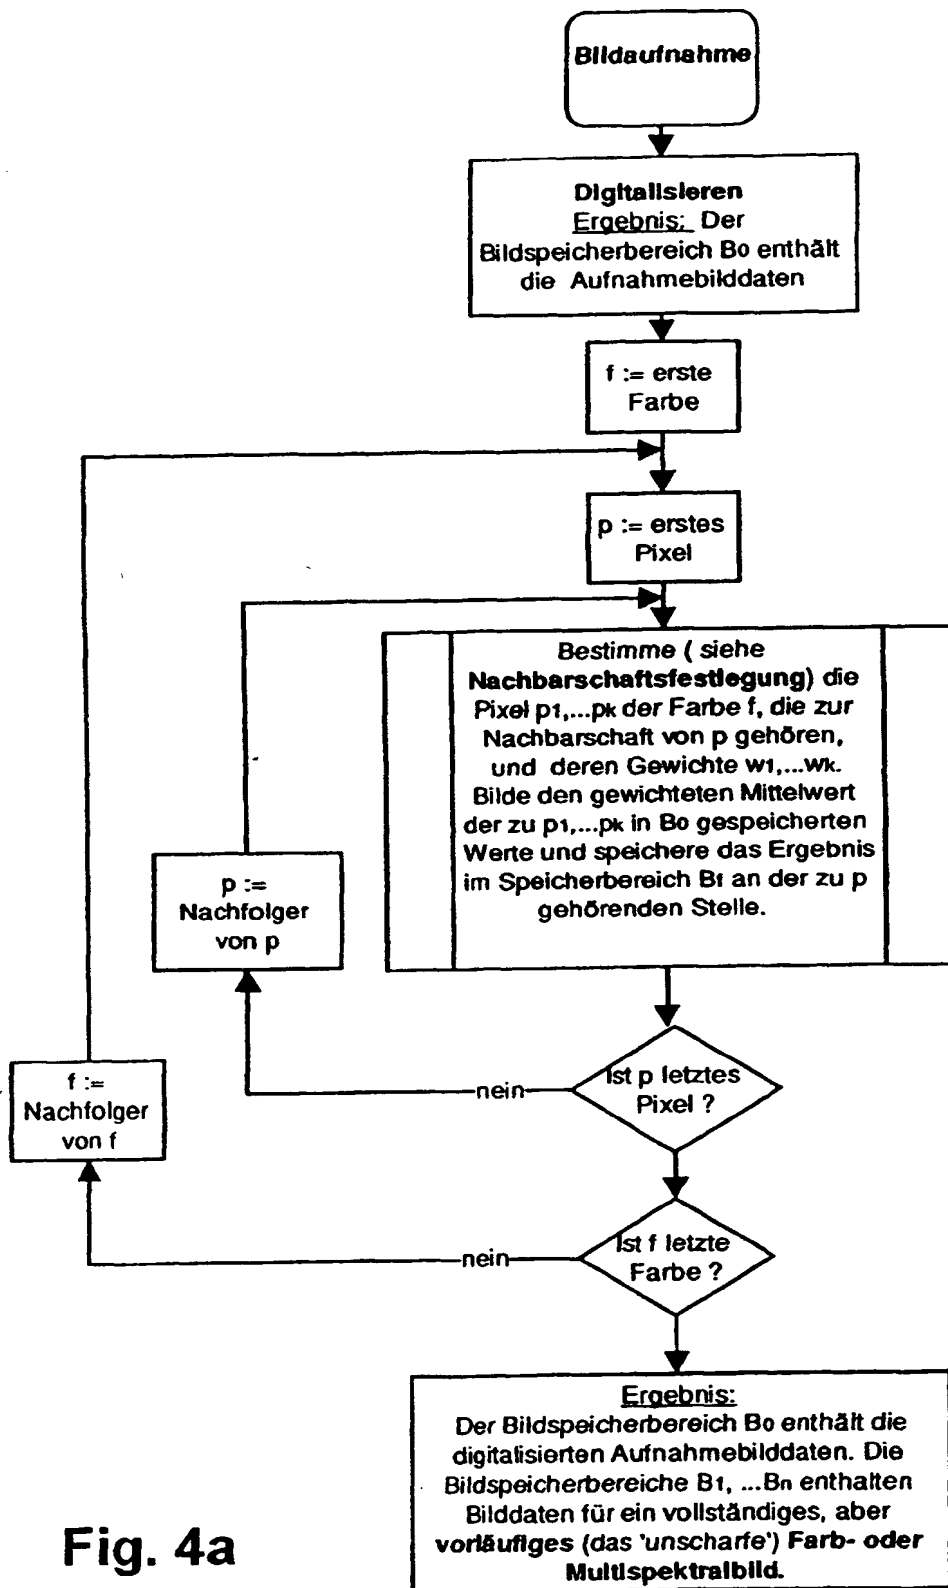 Bildaufnahme
Digitalisieren
Ergebnis: Der
Bildspeicherbereich B0 enthält
die Aufnahmebilddaten
f := erste
Farbe
p := erstes
Pixel
Bestimme ( siehe
Nachbarschaftsfestlegung) die
Pixel p1,...pk der Farbe f, die zur
Nachbarschaft von p gehören,
und deren Gewichte w1,...wk.
Bilde den gewichteten Mittelwert
der zu p1,...pk in B0 gespeicherten
Werte und speichere das Ergebnis
im Speicherbereich Bf an der zu p
gehörenden Stelle.
p :=
Nachfolger
von p
Ist p letztes
Pixel ?
nein
f :=
Nachfolger
von f
Ist f letzte
Farbe ?
nein
Ergebnis:
Der Bildspeicherbereich B0 enthält die
digitalisierten Aufnahmebilddaten. Die
Bildspeicherbereiche B1, ...Bn enthalten
Bilddaten für ein vollständiges, aber
vorläufiges (das 'unscharfe') Farb- oder
Multispektralbild.
Fig. 4a